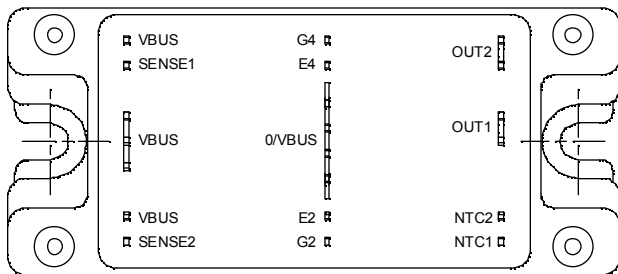 VBUS G4 OUT2
SENSE1 E4
VBUS 0/VBUS OUT1
VBUS E2 NTC2
SENSE2 G2 NTC1